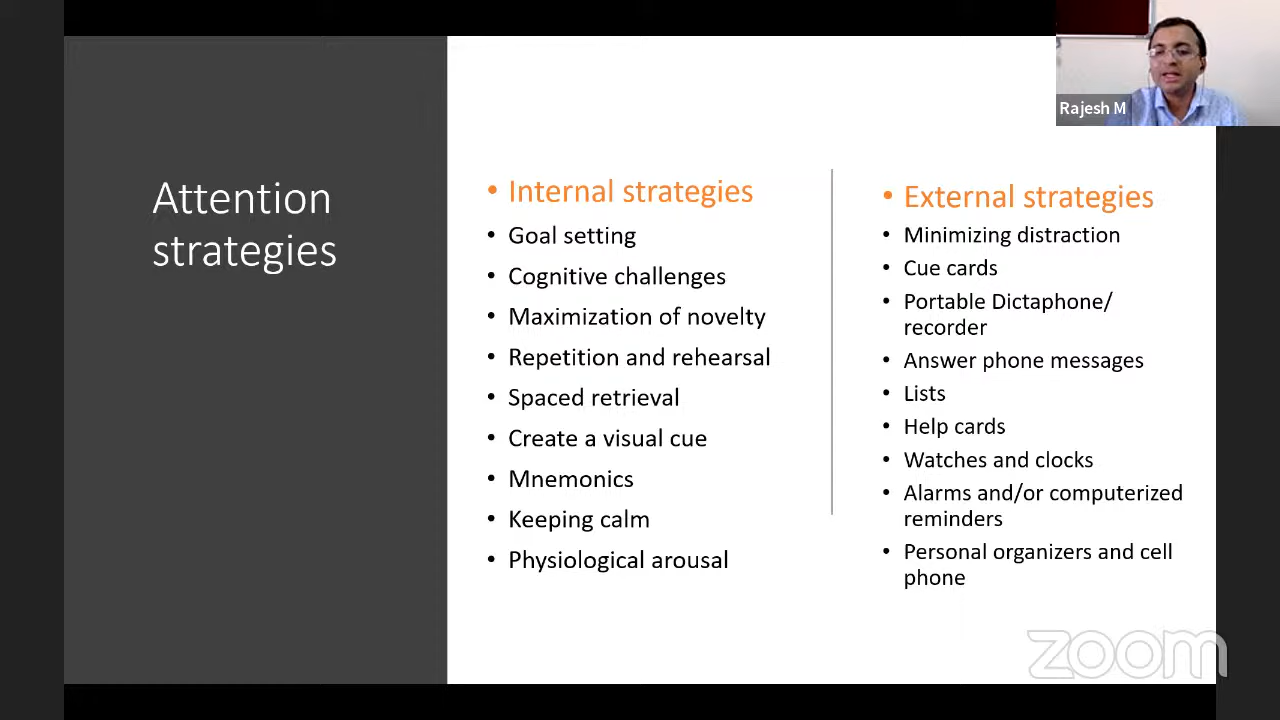 Rajesh M
Attention
strategies
• Internal strategies
• Goal setting
• Cognitive challenges
• Maximization of novelty
• Repetition and rehearsal
• Spaced retrieval
• Create a visual cue
• Mnemonics
• Keeping calm
• Physiological arousal
• External strategies
• Minimizing distraction
• Cue cards
• Portable Dictaphone/
recorder
• Answer phone messages
• Lists
• Help cards
• Watches and clocks
• Alarms and/or computerized
reminders
• Personal organizers and cell
phone
zoom